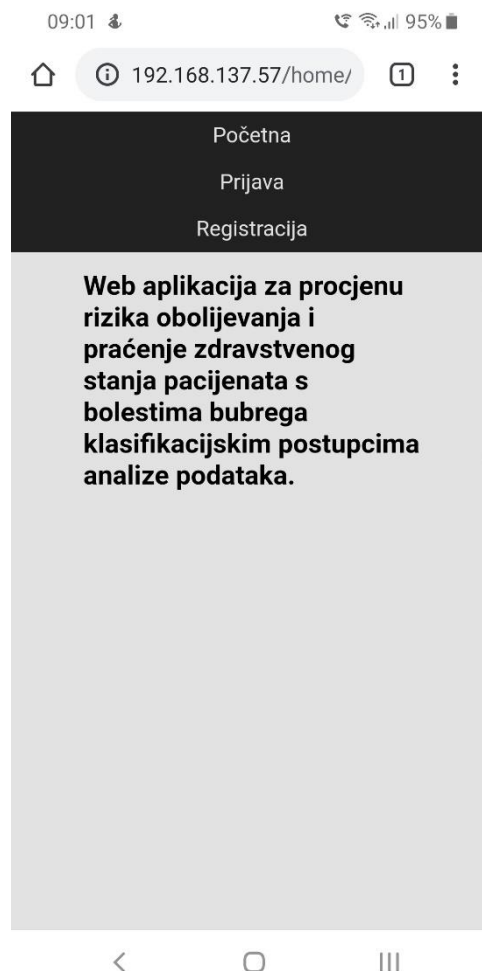 09:01
95%
192.168.137.57/home/
1
Početna
Prijava
Registracija
Web aplikacija za procjenu
rizika obolijevanja i
praćenje zdravstvenog
stanja pacijenata s
bolestima bubrega
klasifikacijskim postupcima
analize podataka.